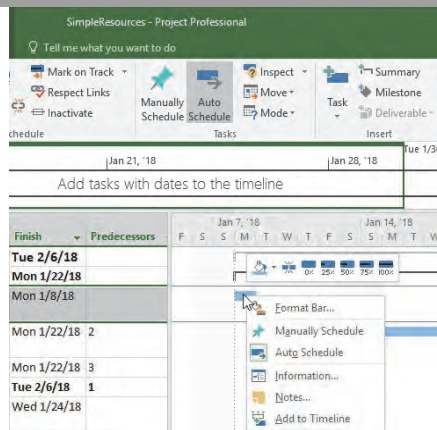 SimpleResources - Project Professional
Tell me what you want to do
Mark on Track
Respect Links
Inactivate
Manually Schedule
Auto Schedule
Inspect
Move
Mode
Task
Summary
Milestone
Deliverable
chedule
Tasks
Insert
Tue 1/3
Jan 21, '18
Jan 28, '18
Add tasks with dates to the timeline
Finish
Predecessors
Jan 7, '18
Jan 14, '18
F S S M T W T F S S M T W
Tue 2/6/18
Mon 1/22/18
0% 25% 50% 75% 100%
Mon 1/8/18
Format Bar...
Manually Schedule
Mon 1/22/18 2
Auto Schedule
Information...
Mon 1/22/18 3
Notes...
Tue 2/6/18 1
Wed 1/24/18
Add to Timeline